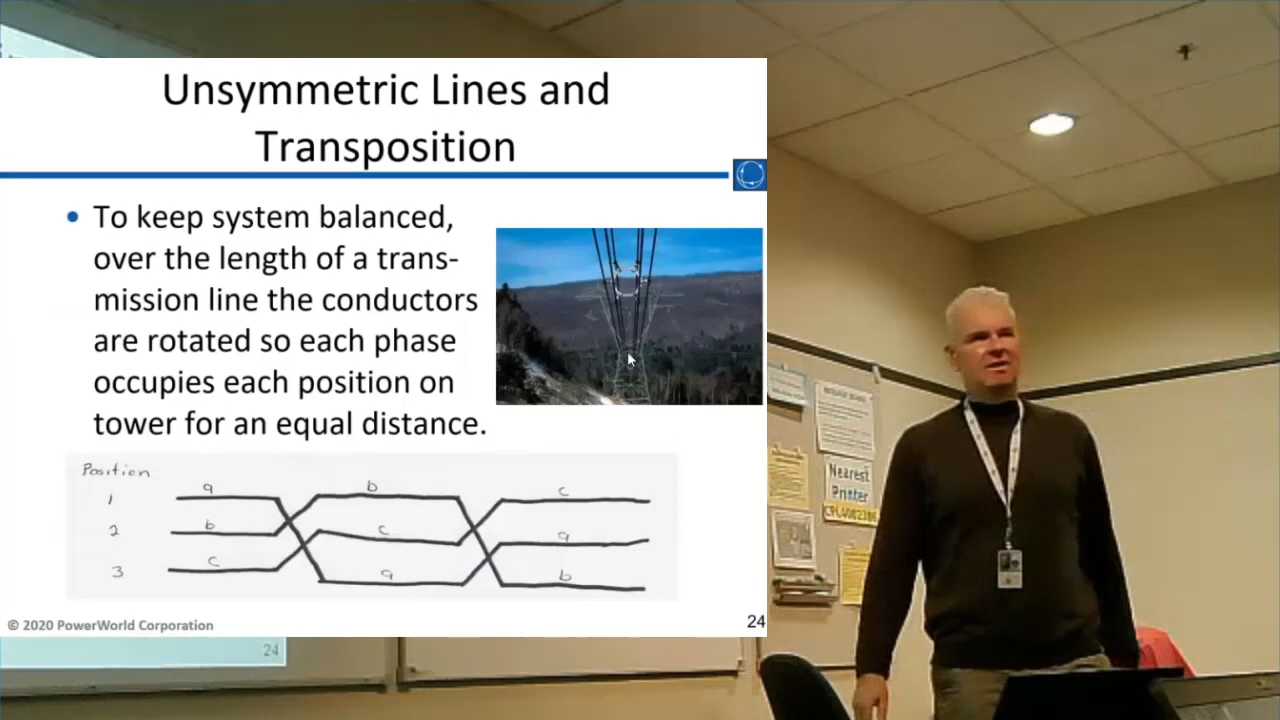 Unsymmetric Lines and
Transposition
• To keep system balanced,
over the length of a trans-
mission line the conductors
are rotated so each phase
occupies each position on
tower for an equal distance.
Position
1 a b c
2 b c a
3 c a b
© 2020 PowerWorld Corporation
24
24
Nearest
Printer